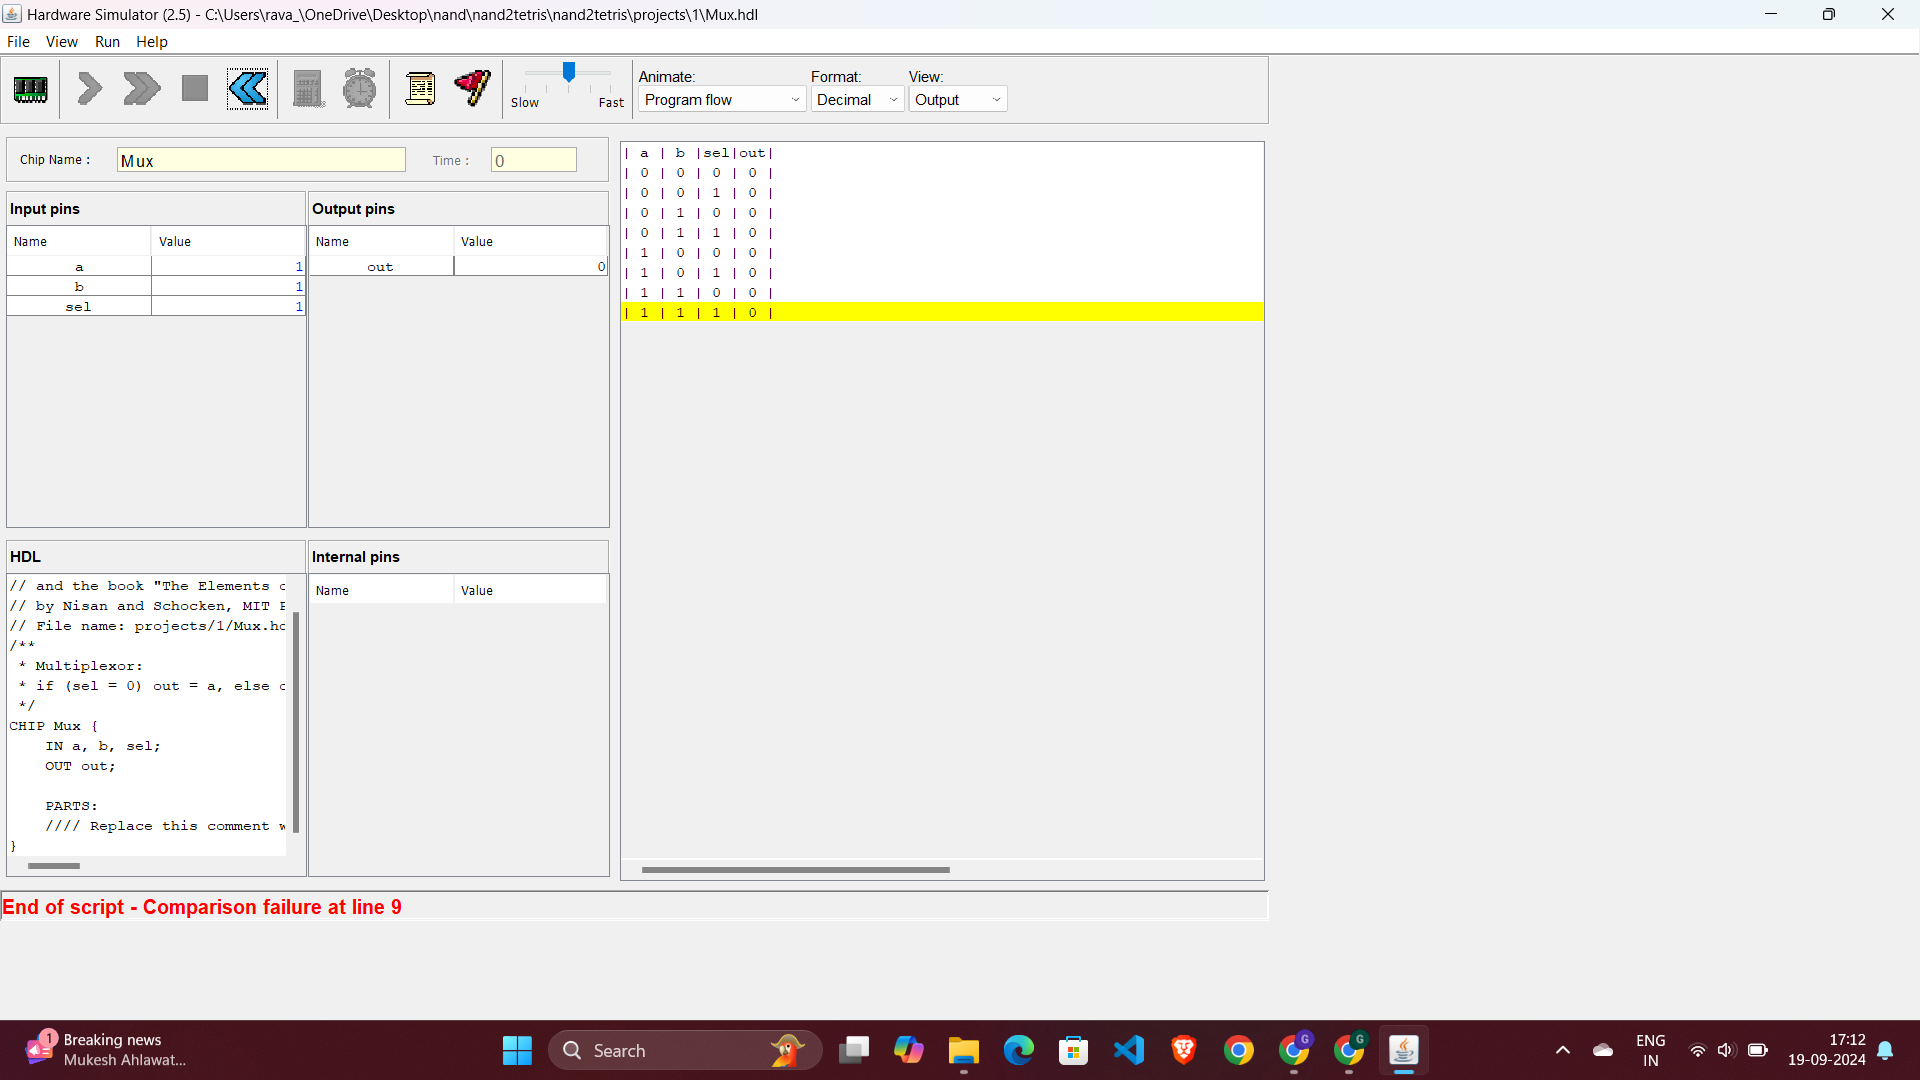 Hardware Simulator (2.5) - C:\Users\rava_\OneDrive\Desktop\nand\nand2tetris\nand2tetris\projects\1\Mux.hdl
File View Run Help
Slow Fast
Animate: Format: View:
Program flow Decimal Output
Chip Name : Mux Time : 0
Input pins
Name Value
a 1
b 1
sel 1
Output pins
Name Value
out 0
HDL
// and the book "The Elements
// by Nisan and Schocken, MIT
// File name: projects/1/Mux.
/**
 * Multiplexor:
 * if (sel = 0) out = a, else
 */
CHIP Mux {
    IN a, b, sel;
    OUT out;
    PARTS:
    //// Replace this comment
}
Internal pins
Name Value
| a | b |sel|out|
| 0 | 0 | 0 | 0 |
| 0 | 0 | 1 | 0 |
| 0 | 1 | 0 | 0 |
| 0 | 1 | 1 | 0 |
| 1 | 0 | 0 | 0 |
| 1 | 0 | 1 | 0 |
| 1 | 1 | 0 | 0 |
| 1 | 1 | 1 | 0 |
End of script - Comparison failure at line 9
1
Breaking news
Mukesh Ahlawat...
Search
G
G
ENG
IN
17:12
19-09-2024